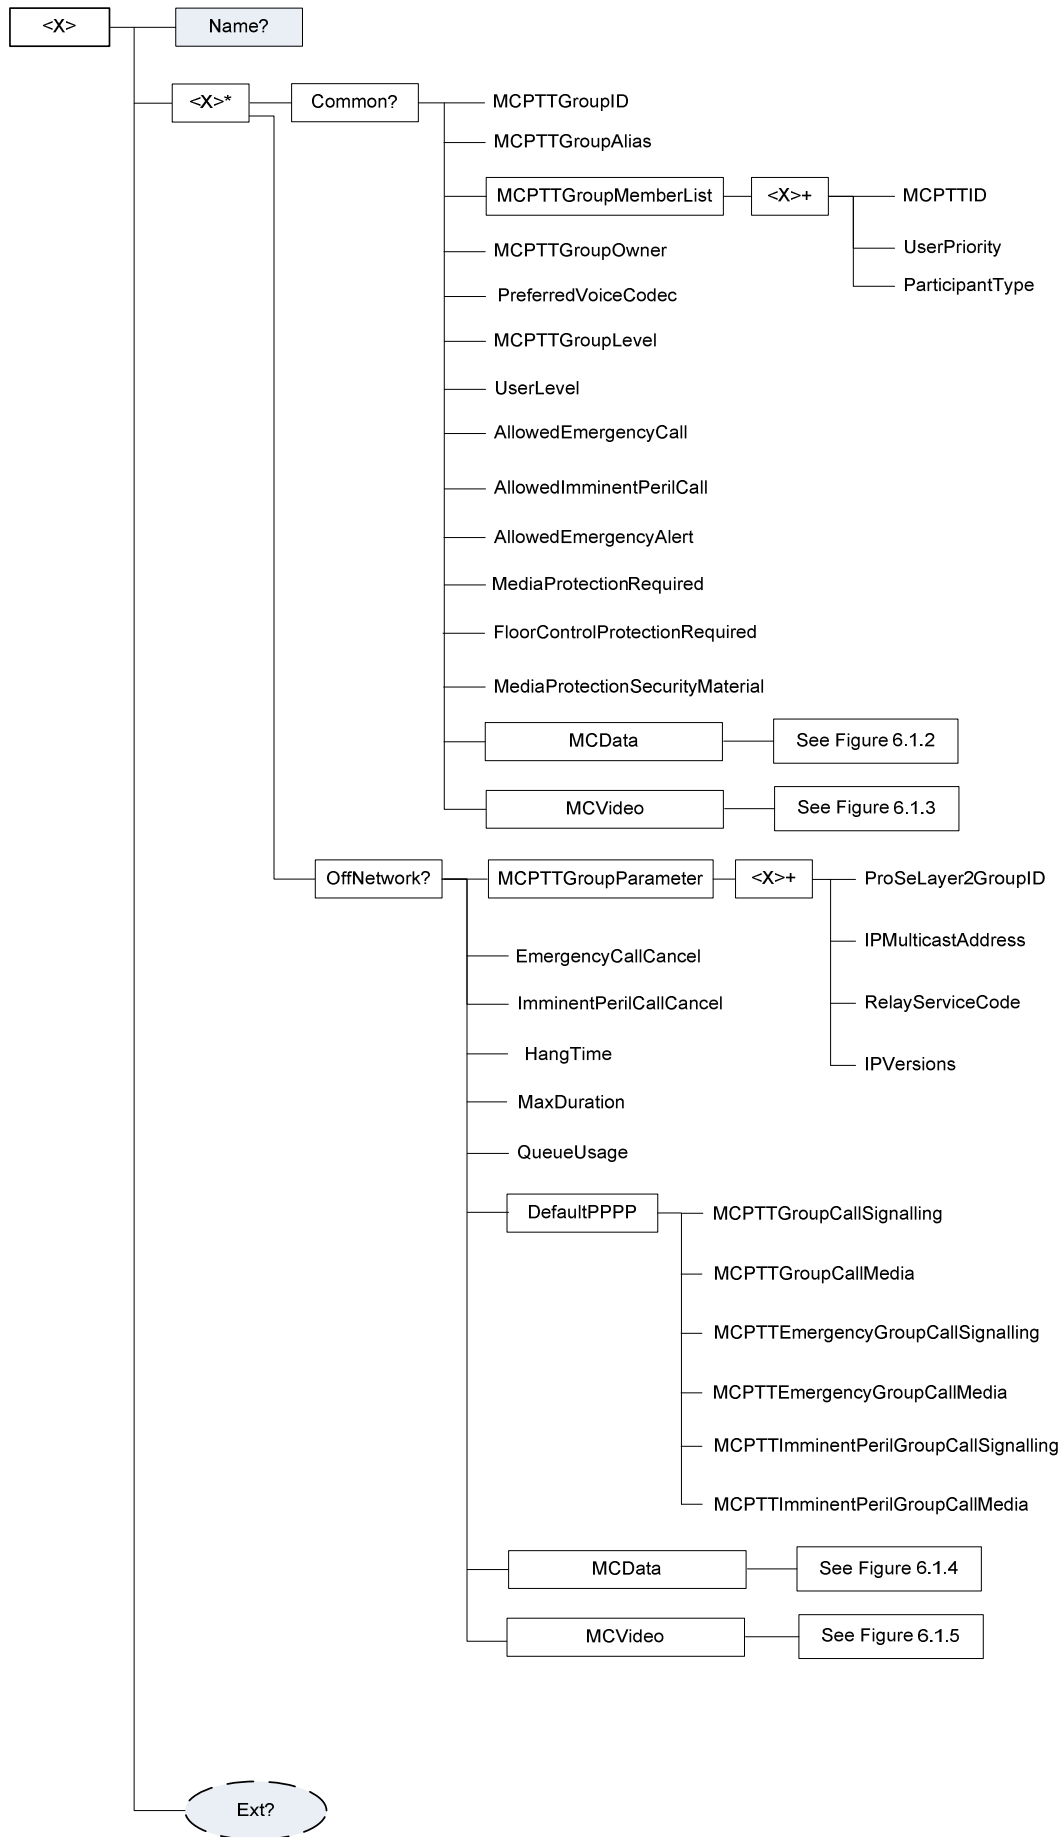 <X>
Name?
<X>*
Common?
MCPTTGroupID
MCPTTGroupAlias
MCPTTGroupMemberList
<X>+
MCPTTID
UserPriority
ParticipantType
MCPTTGroupOwner
PreferredVoiceCodec
MCPTTGroupLevel
UserLevel
AllowedEmergencyCall
AllowedImminentPerilCall
AllowedEmergencyAlert
MediaProtectionRequired
FloorControlProtectionRequired
MediaProtectionSecurityMaterial
MCData
See Figure 6.1.2
MCVideo
See Figure 6.1.3
OffNetwork?
MCPTTGroupParameter
<X>+
ProSeLayer2GroupID
IPMulticastAddress
RelayServiceCode
IPVersions
EmergencyCallCancel
ImminentPerilCallCancel
HangTime
MaxDuration
QueueUsage
DefaultPPPP
MCPTTGroupCallSignalling
MCPTTGroupCallMedia
MCPTTEmergencyGroupCallSignalling
MCPTTEmergencyGroupCallMedia
MCPTTImminentPerilGroupCallSignalling
MCPTTImminentPerilGroupCallMedia
MCData
See Figure 6.1.4
MCVideo
See Figure 6.1.5
Ext?